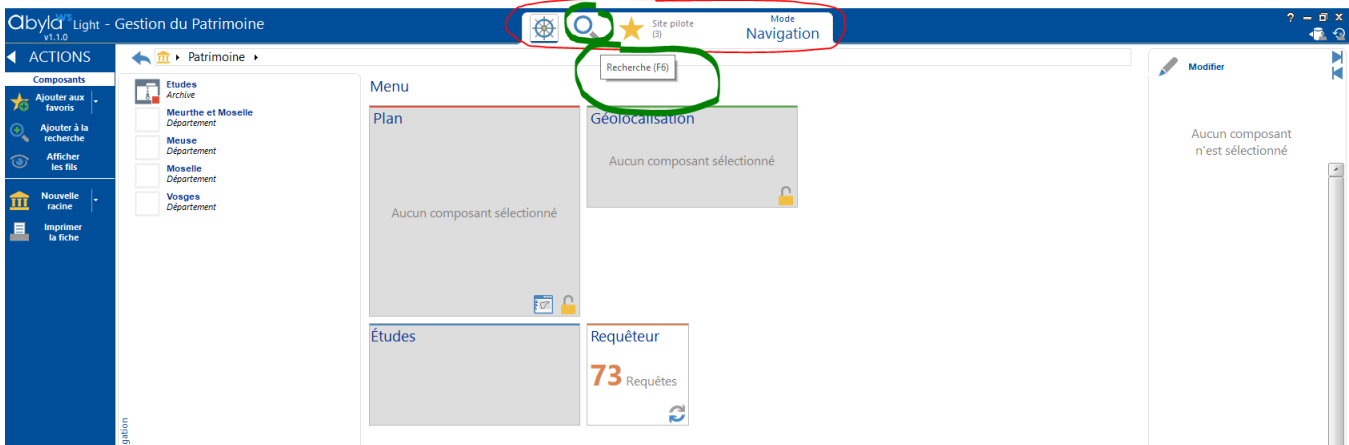 abyla ws Light - Gestion du Patrimoine
v1.1.0
Site pilote
(3)
Mode
Navigation
? – x
ACTIONS
Composants
Ajouter aux
favoris
Ajouter à la
recherche
Afficher
les fils
Nouvelle
racine
Imprimer
la fiche
Patrimoine
Etudes
Archive
Meurthe et Moselle
Département
Meuse
Département
Moselle
Département
Vosges
Département
gation
Recherche (F6)
Menu
Plan
Aucun composant sélectionné
Géolocalisation
Aucun composant sélectionné
Études
Requêteur
73 Requêtes
Modifier
Aucun composant
n'est sélectionné